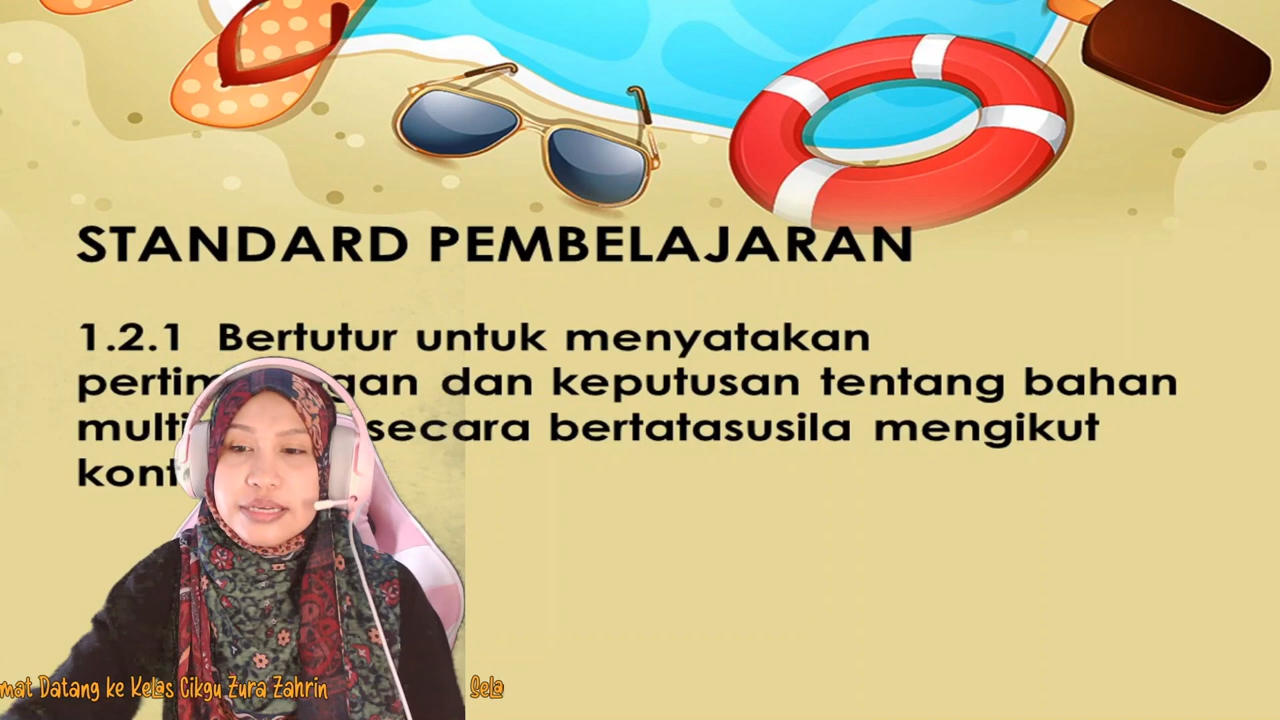 STANDARD PEMBELAJARAN
1.2.1 Bertutur untuk menyatakan
dan keputusan tentang bahan
secara bertatasusila mengikut
mat Datang ke Kelas Cikgu Zura Zahrin Sela